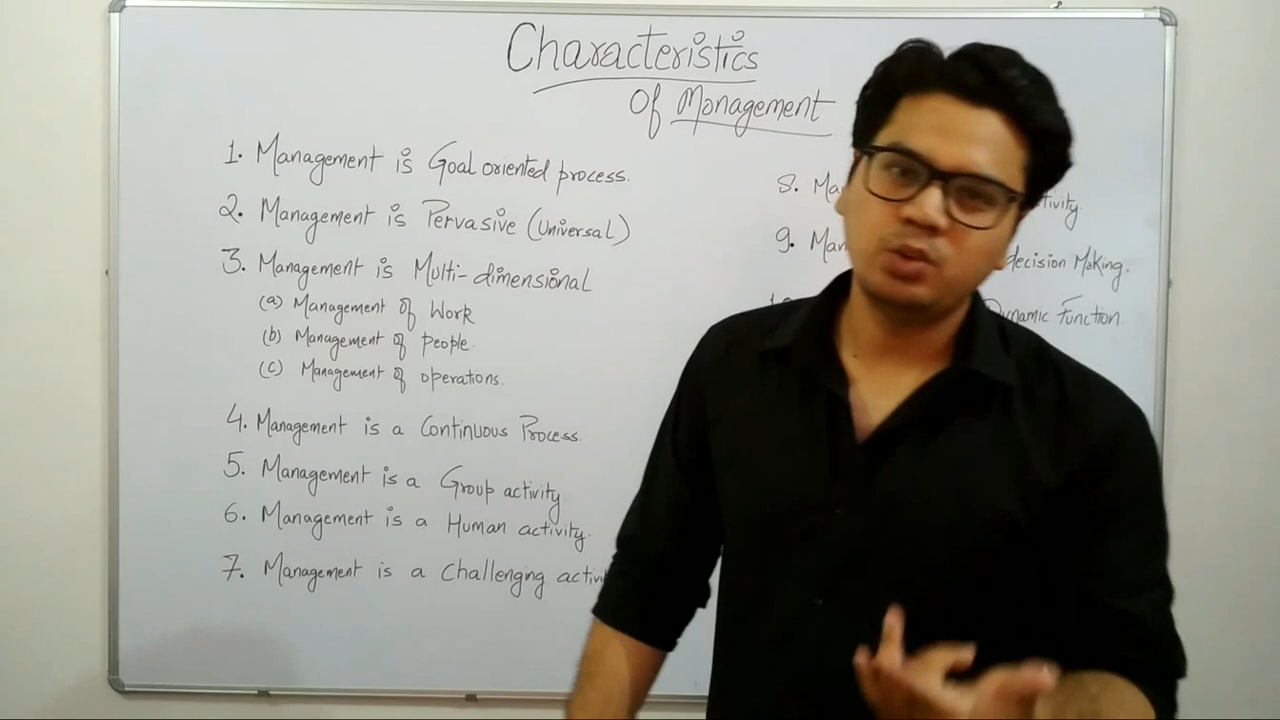 Characteristics
Of Management
1. Management is Goal oriented process.
2. Management is Pervasive (Universal)
3. Management is Multi-dimensional
(a) Management of Work
(b) Management of people.
(c) Management of operations.
4. Management is a Continuous Process.
5. Management is a Group activity
6. Management is a Human activity.
7. Management is a Challenging
8.
9. decision Making.
Function.